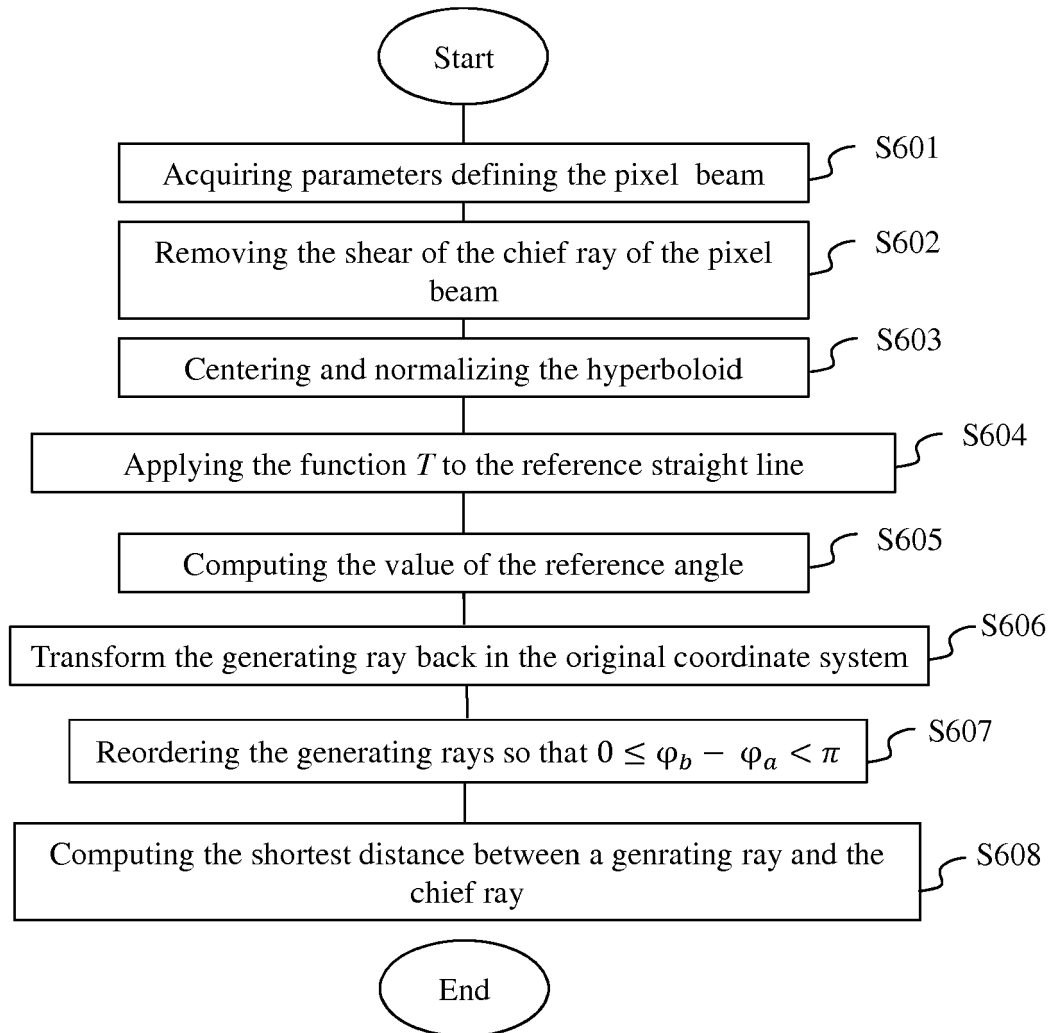 Start
Acquiring parameters defining the pixel beam
S601
Removing the shear of the chief ray of the pixel
beam
S602
Centering and normalizing the hyperboloid
S603
Applying the function T to the reference straight line
S604
Computing the value of the reference angle
S605
Transform the generating ray back in the original coordinate system
S606
Reordering the generating rays so that 0 ≤ φ_b − φ_a < π
S607
Computing the shortest distance between a genrating ray and the
chief ray
S608
End